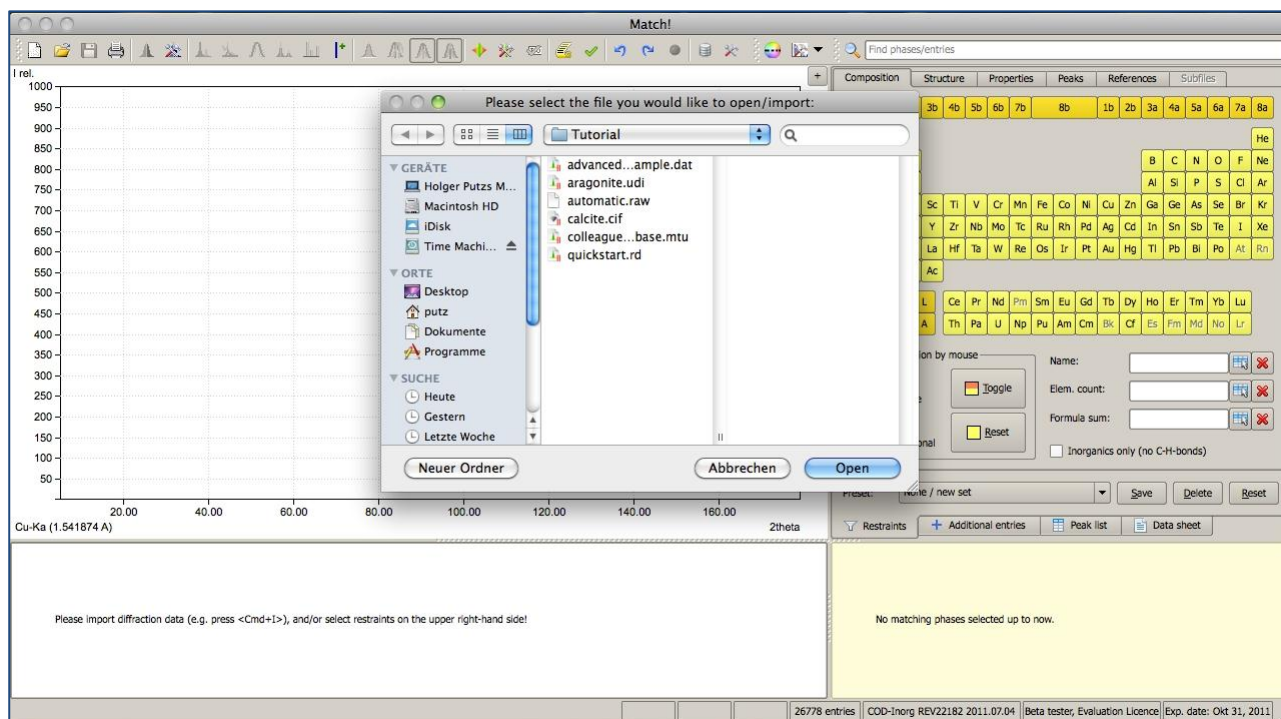 Match!
Find phases/entries
I rel.
1000
950
900
850
800
750
700
650
600
550
500
450
400
350
300
250
200
150
100
50
20.00 40.00 60.00 80.00 100.00 120.00 140.00 160.00
Cu-Ka (1.541874 A) 2theta
Please select the file you would like to open/import:
Tutorial
GERÄTE
Holger Putzs M...
Macintosh HD
iDisk
Time Machi...
ORTE
Desktop
putz
Dokumente
Programme
SUCHE
Heute
Gestern
Letzte Woche
advanced...ample.dat
aragonite.udi
automatic.raw
calcite.cif
colleague...base.mtu
quickstart.rd
Neuer Ordner Abbrechen Open
+ Composition Structure Properties Peaks References Subfiles
3b 4b 5b 6b 7b 8b 1b 2b 3a 4a 5a 6a 7a 8a
He
B C N O F Ne
Al Si P S Cl Ar
Sc Ti V Cr Mn Fe Co Ni Cu Zn Ga Ge As Se Br Kr
Y Zr Nb Mo Tc Ru Rh Pd Ag Cd In Sn Sb Te I Xe
La Hf Ta W Re Os Ir Pt Au Hg Tl Pb Bi Po At Rn
Ac
L Ce Pr Nd Pm Sm Eu Gd Tb Dy Ho Er Tm Yb Lu
A Th Pa U Np Pu Am Cm Bk Cf Es Fm Md No Lr
ion by mouse
Toggle
Reset
onal
Name:
Elem. count:
Formula sum:
Inorganics only (no C-H-bonds)
Preset: None / new set Save Delete Reset
Restraints Additional entries Peak list Data sheet
Please import diffraction data (e.g. press <Cmd+I>), and/or select restraints on the upper right-hand side!
No matching phases selected up to now.
26778 entries COD-Inorg REV22182 2011.07.04 Beta tester, Evaluation Licence Exp. date: Okt 31, 2011